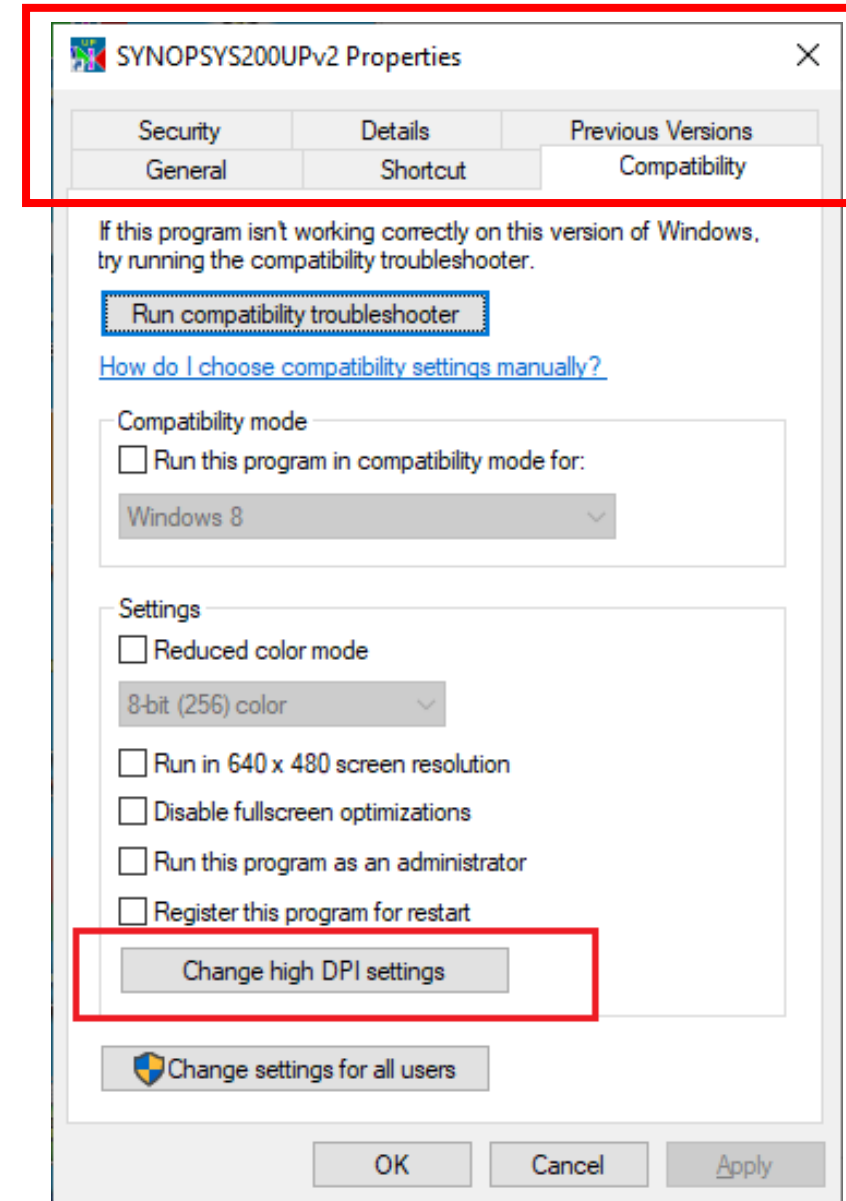 SYNOPSYS200UPv2 Properties
Security Details Previous Versions
General Shortcut Compatibility
If this program isn't working correctly on this version of Windows,
try running the compatibility troubleshooter.
Run compatibility troubleshooter
How do I choose compatibility settings manually?
Compatibility mode
Run this program in compatibility mode for:
Windows 8
Settings
Reduced color mode
8-bit (256) color
Run in 640 x 480 screen resolution
Disable fullscreen optimizations
Run this program as an administrator
Register this program for restart
Change high DPI settings
Change settings for all users
OK Cancel Apply